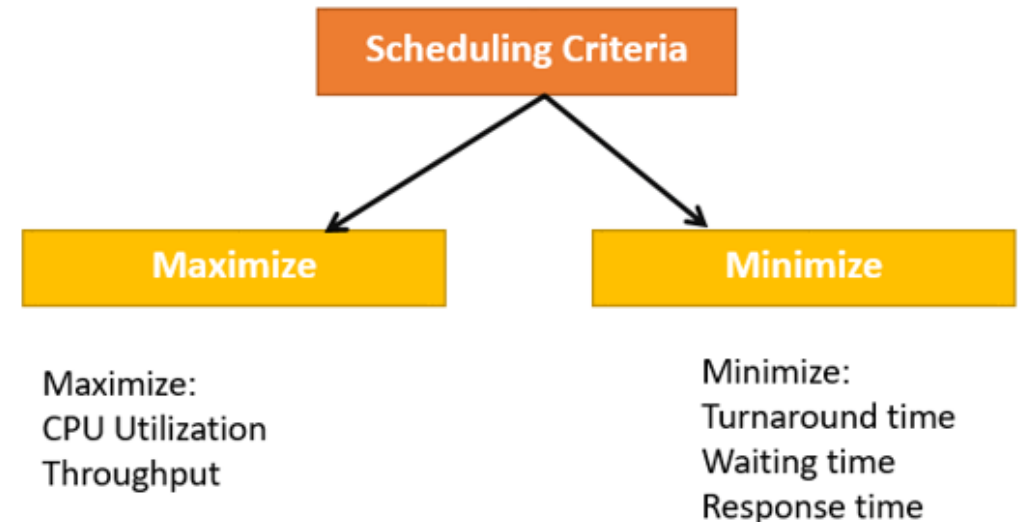 Scheduling Criteria
Maximize
Minimize
Maximize:
CPU Utilization
Throughput
Minimize:
Turnaround time
Waiting time
Response time